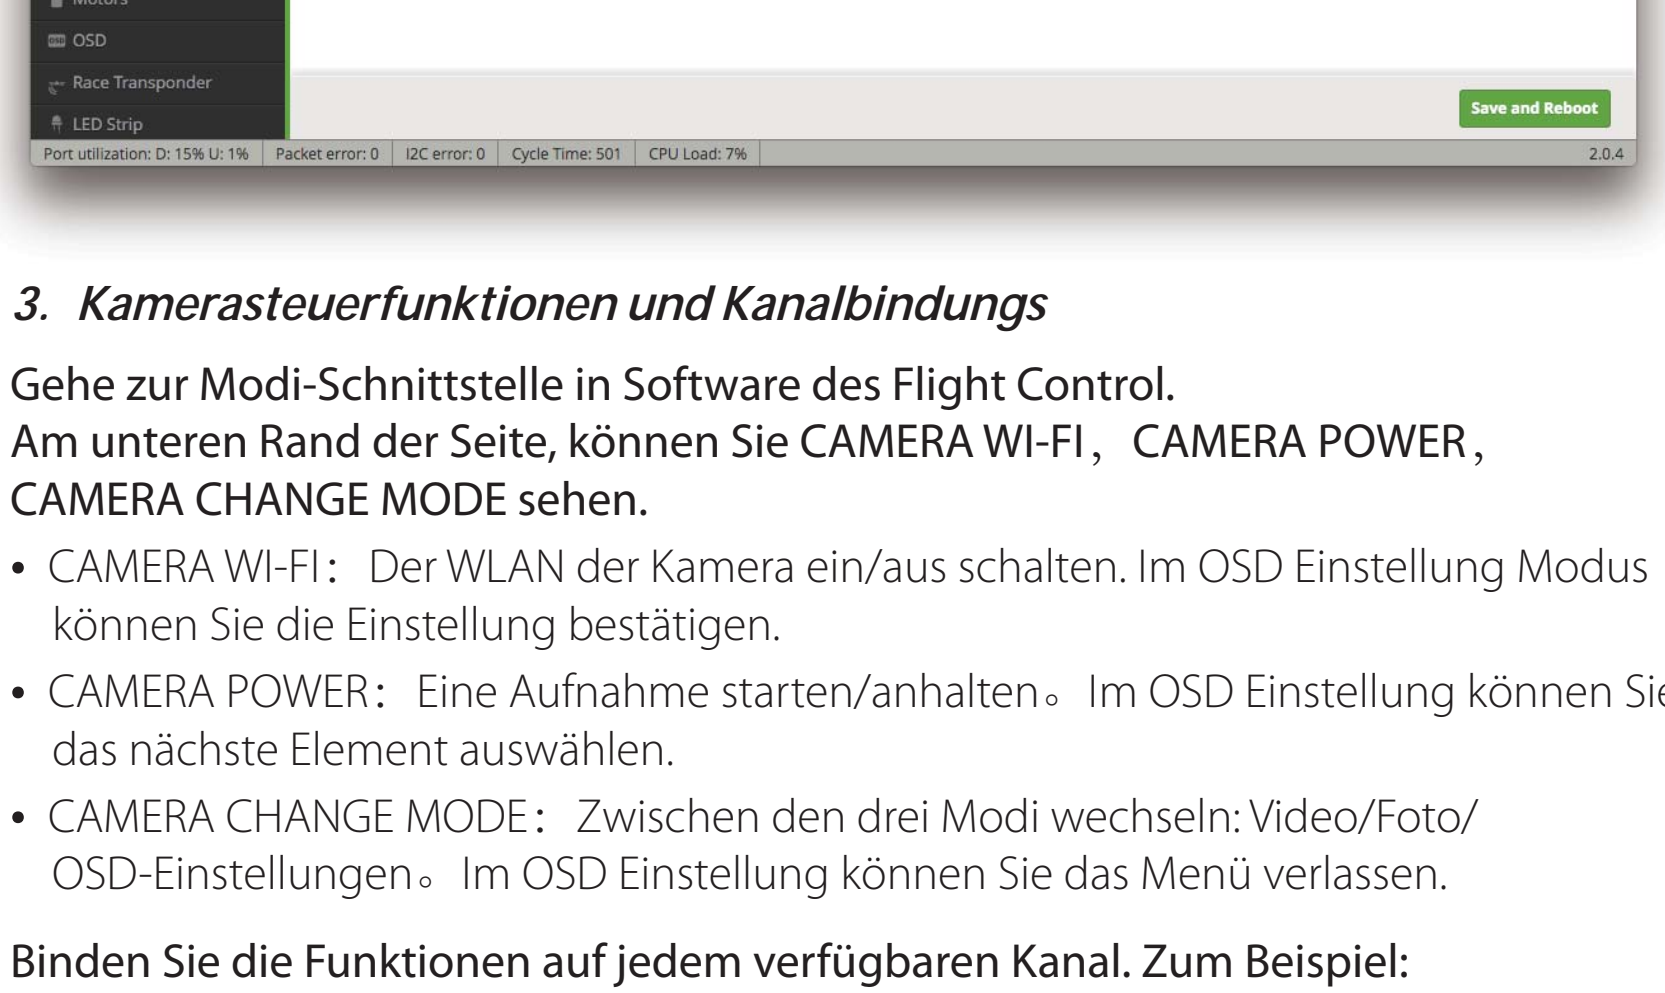 Motors
OSD
Race Transponder
Save and Reboot
LED Strip
Port utilization: D: 15% U: 1% Packet error: 0 I2C error: 0 Cycle Time: 501 CPU Load: 7% 2.0.4
3. Kamerasteuerfunktionen und Kanalbindungs
Gehe zur Modi-Schnittstelle in Software des Flight Control.
Am unteren Rand der Seite, können Sie CAMERA WI-FI， CAMERA POWER，
CAMERA CHANGE MODE sehen.
• CAMERA WI-FI： Der WLAN der Kamera ein/aus schalten. Im OSD Einstellung Modus
können Sie die Einstellung bestätigen.
• CAMERA POWER： Eine Aufnahme starten/anhalten。 Im OSD Einstellung können Sie
das nächste Element auswählen.
• CAMERA CHANGE MODE： Zwischen den drei Modi wechseln: Video/Foto/
OSD-Einstellungen。 Im OSD Einstellung können Sie das Menü verlassen.
Binden Sie die Funktionen auf jedem verfügbaren Kanal. Zum Beispiel: